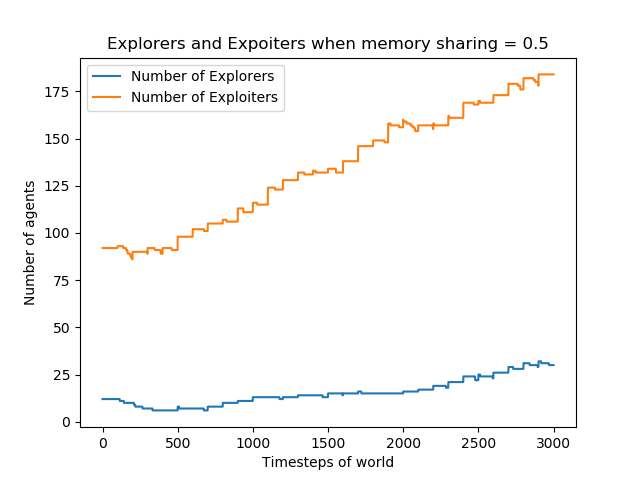 Explorers and Expoiters when memory sharing = 0.5
Number of Explorers
Number of Exploiters
175
150
125
100
75
50
25
0
Number of agents
0 500 1000 1500 2000 2500 3000
Timesteps of world